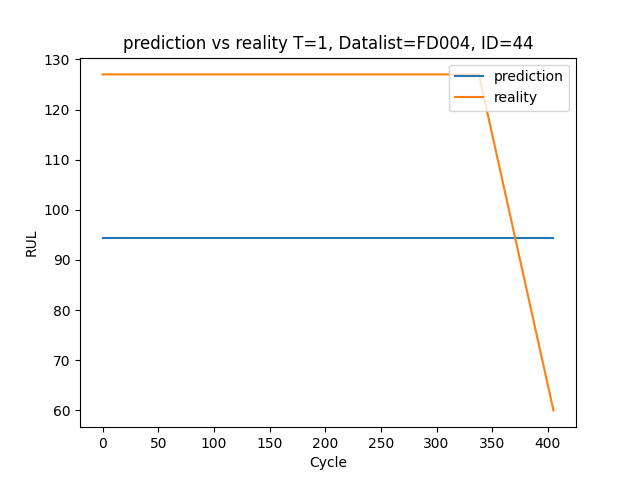 prediction vs reality T=1, Datalist=FD004, ID=44
prediction
reality
130
120
110
100
90
80
70
60
RUL
0 50 100 150 200 250 300 350 400
Cycle